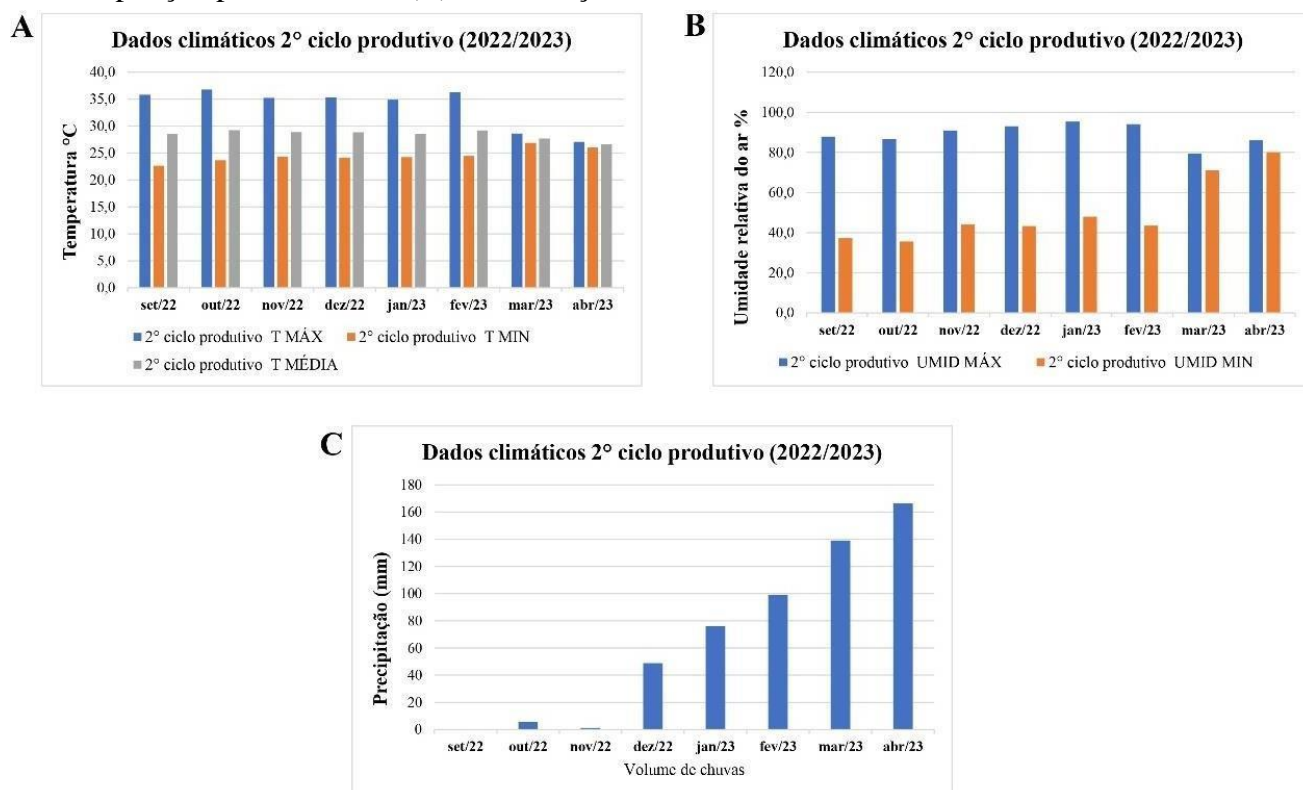 A
Dados climáticos 2° ciclo produtivo (2022/2023)
40,0
35,0
30,0
25,0
20,0
15,0
10,0
5,0
0,0
Temperatura °C
set/22 out/22 nov/22 dez/22 jan/23 fev/23 mar/23 abr/23
2° ciclo produtivo T MÁX 2° ciclo produtivo T MIN
2° ciclo produtivo T MÉDIA
B
Dados climáticos 2° ciclo produtivo (2022/2023)
120,0
100,0
80,0
60,0
40,0
20,0
0,0
Umidade relativa do ar %
set/22 out/22 nov/22 dez/22 jan/23 fev/23 mar/23 abr/23
2° ciclo produtivo UMID MÁX 2° ciclo produtivo UMID MIN
C
Dados climáticos 2° ciclo produtivo (2022/2023)
180
160
140
120
100
80
60
40
20
0
Precipitação (mm)
set/22 out/22 nov/22 dez/22 jan/23 fev/23 mar/23 abr/23
Volume de chuvas